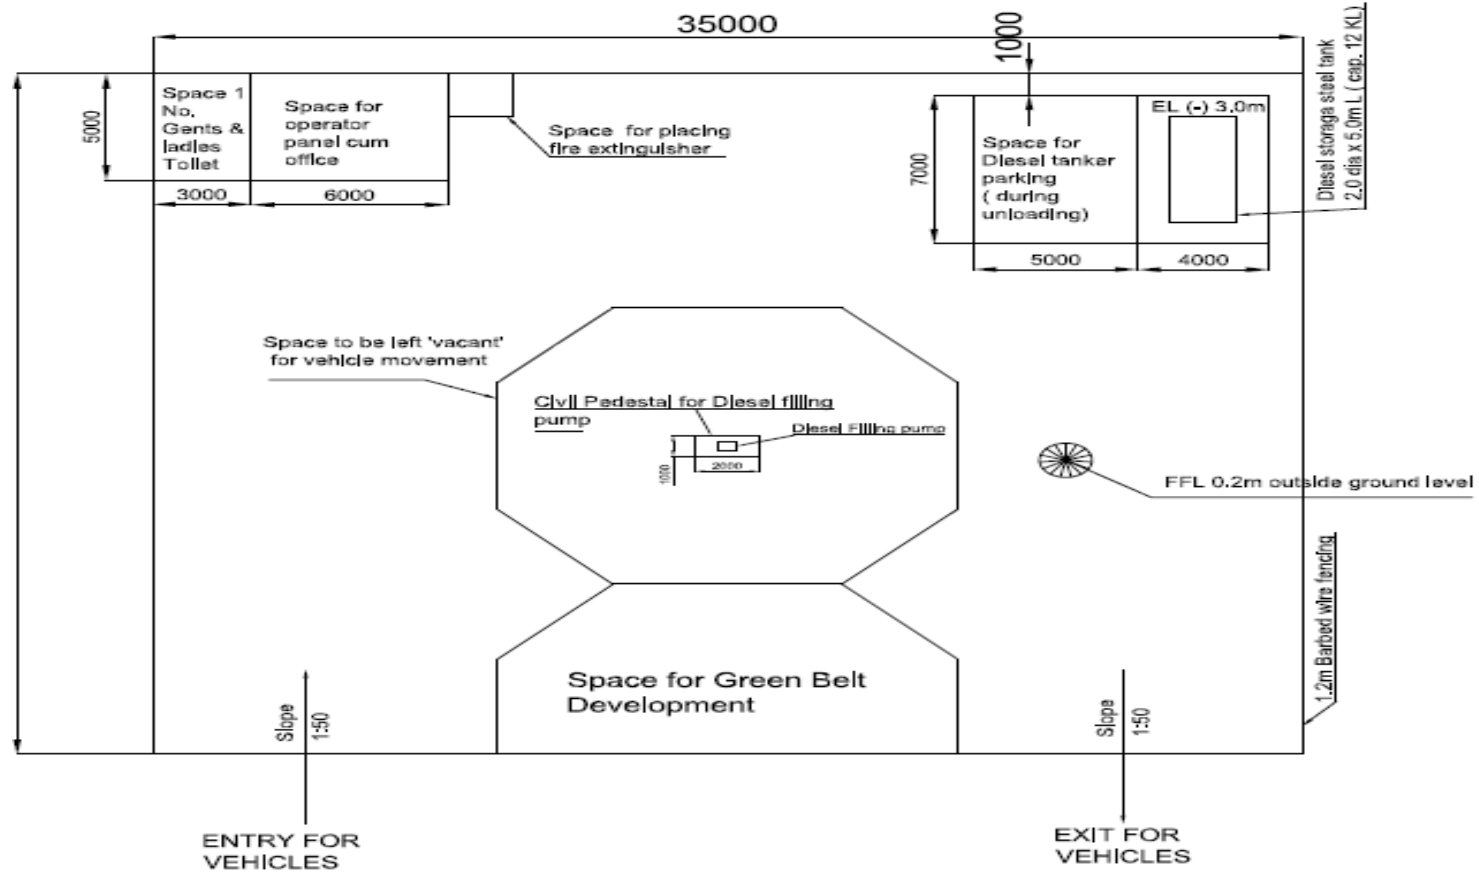 35000
1000
Space 1
No.
Gents &
ladies
Toilet
Space for
operator
panel cum
office
5000
3000
6000
Space for placing
fire extinguisher
7000
Space for
Diesel tanker
parking
( during
unloading)
EL (-) 3.0m
5000
4000
Diesel storaga steel tank
2.0 dia x 5.0m L ( cap. 12 KL)
Space to be left 'vacant'
for vehicle movement
Civil Pedestal for Diesel filling
pump
Diesel Filling pump
1000
2000
FFL 0.2m outside ground level
1.2m Barbed wire fencing
Space for Green Belt
Development
Slope
1:50
Slope
1:50
ENTRY FOR
VEHICLES
EXIT FOR
VEHICLES